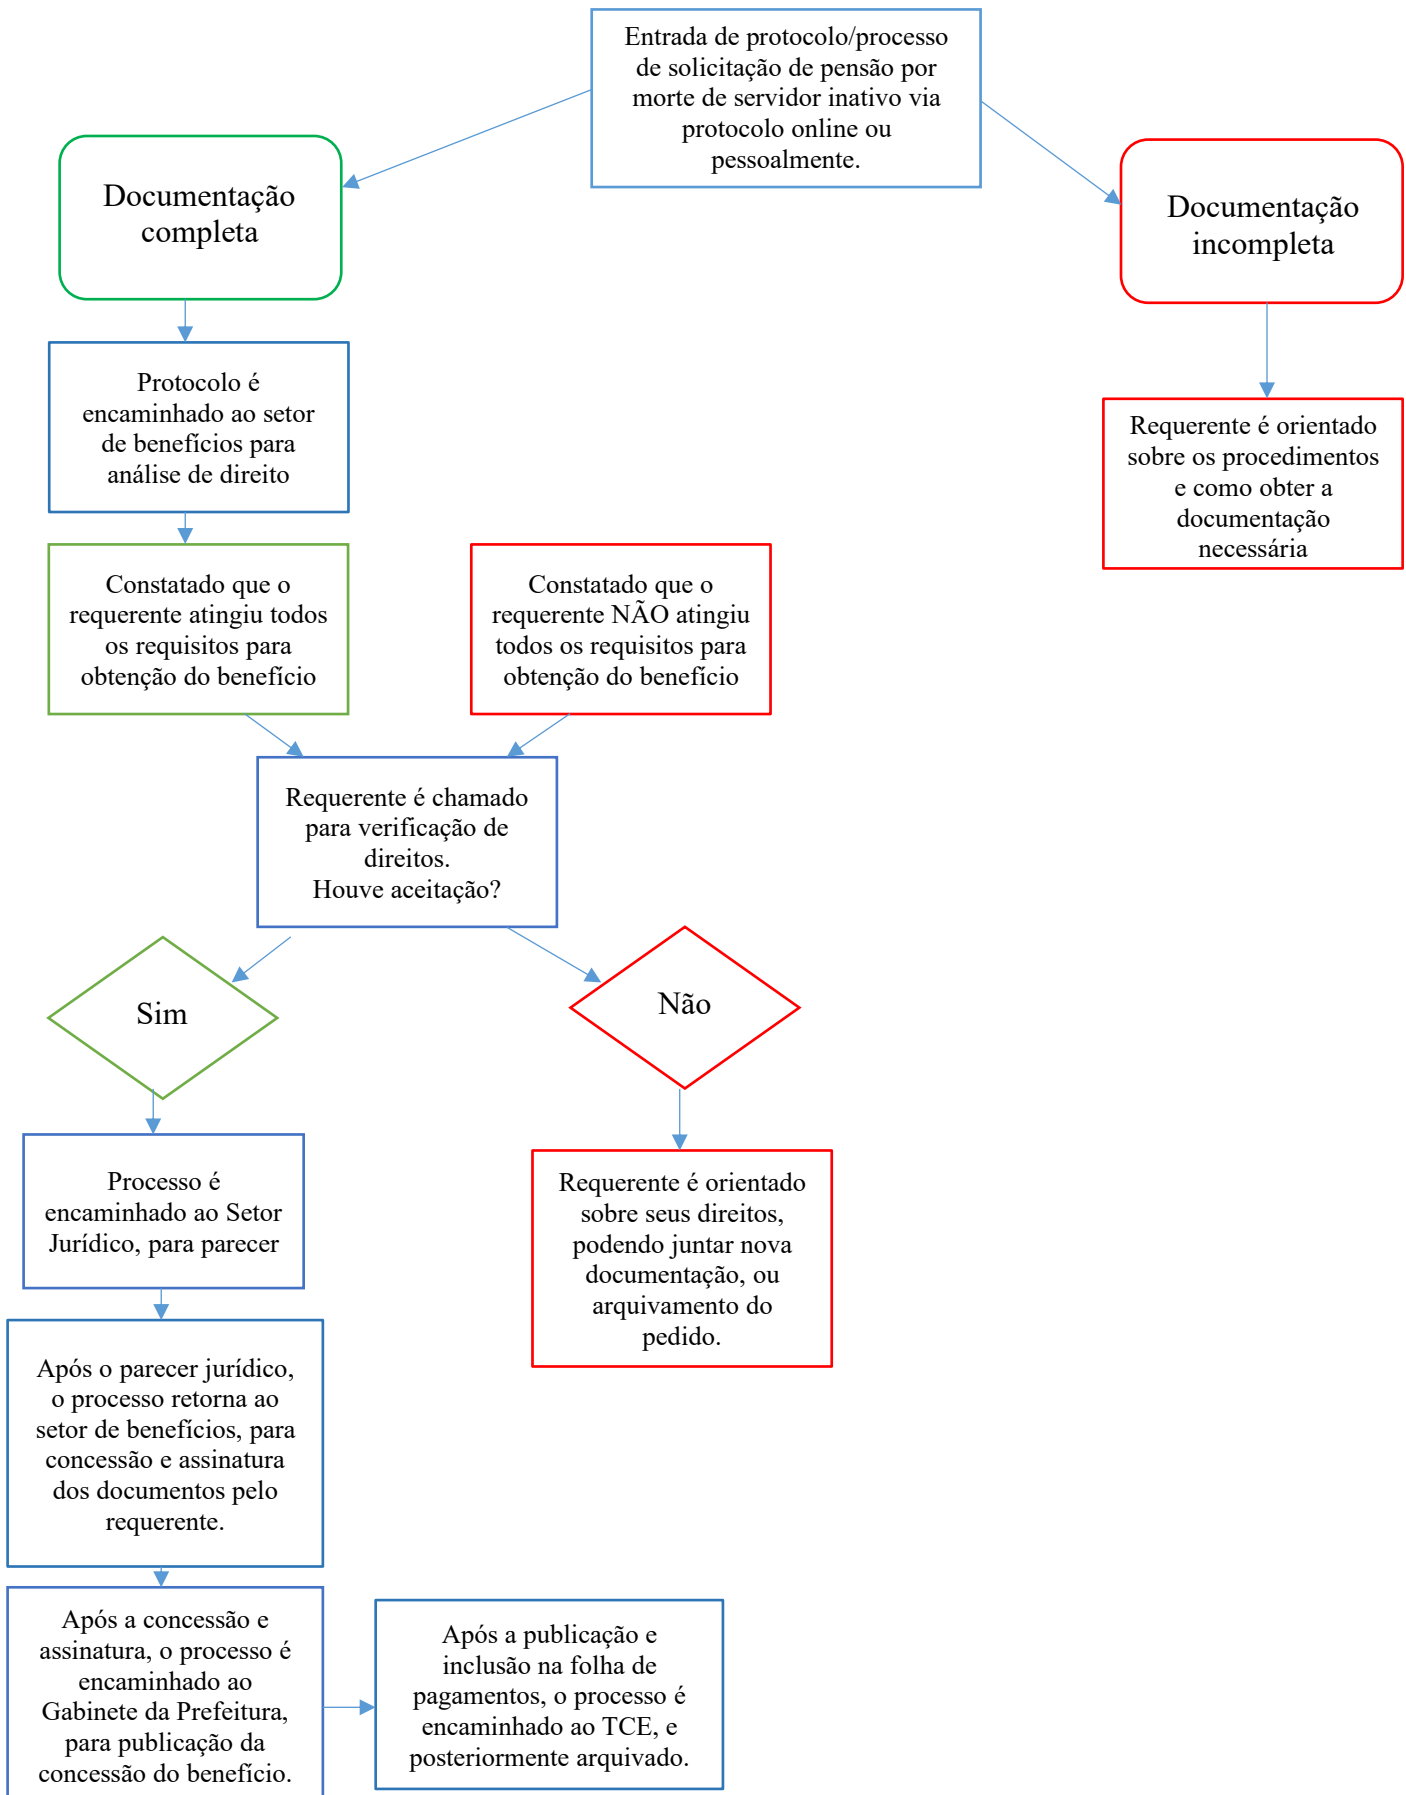 Entrada de protocolo/processo
de solicitação de pensão por
morte de servidor inativo via
protocolo online ou
pessoalmente.
Documentação
completa
Documentação
incompleta
Protocolo é
encaminhado ao setor
de benefícios para
análise de direito
Requerente é orientado
sobre os procedimentos
e como obter a
documentação
necessária
Constatado que o
requerente atingiu todos
os requisitos para
obtenção do benefício
Constatado que o
requerente NÃO atingiu
todos os requisitos para
obtenção do benefício
Requerente é chamado
para verificação de
direitos.
Houve aceitação?
Sim
Não
Processo é
encaminhado ao Setor
Jurídico, para parecer
Requerente é orientado
sobre seus direitos,
podendo juntar nova
documentação, ou
arquivamento do
pedido.
Após o parecer jurídico,
o processo retorna ao
setor de benefícios, para
concessão e assinatura
dos documentos pelo
requerente.
Após a concessão e
assinatura, o processo é
encaminhado ao
Gabinete da Prefeitura,
para publicação da
concessão do benefício.
Após a publicação e
inclusão na folha de
pagamentos, o processo é
encaminhado ao TCE, e
posteriormente arquivado.